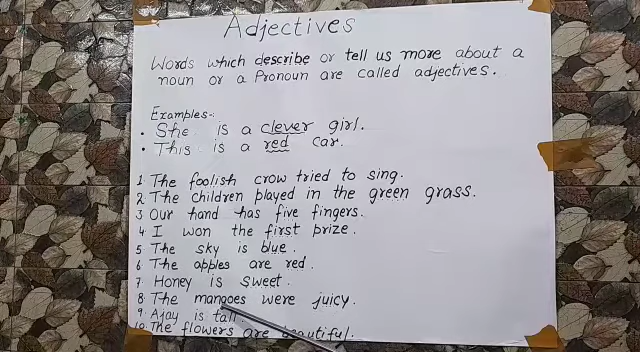 Adjectives
Words which describe or tell us more about a
noun or a Pronoun are called adjectives.
Examples:-
• She is a clever girl.
• This is a red car.
1 The foolish crow tried to sing.
2 The children played in the green grass.
3 Our hand has five fingers.
4 I won the first prize.
5 The sky is blue.
6 The apples are red.
7 Honey is sweet.
8 The mangoes were juicy.
9 Ajay is tall
10 The flowers are beautiful.